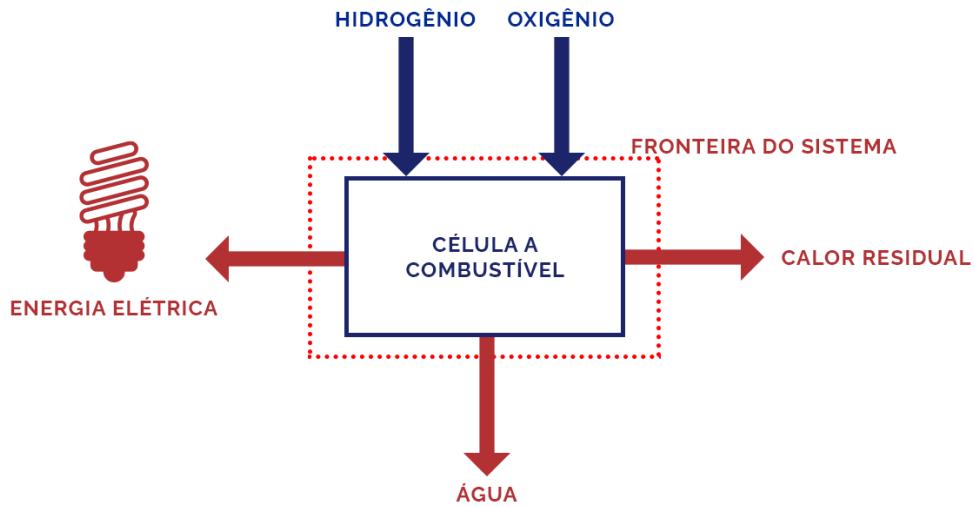 HIDROGÊNIO OXIGÊNIO
FRONTEIRA DO SISTEMA
CÉLULA A
COMBUSTÍVEL
CALOR RESIDUAL
ENERGIA ELÉTRICA
ÁGUA